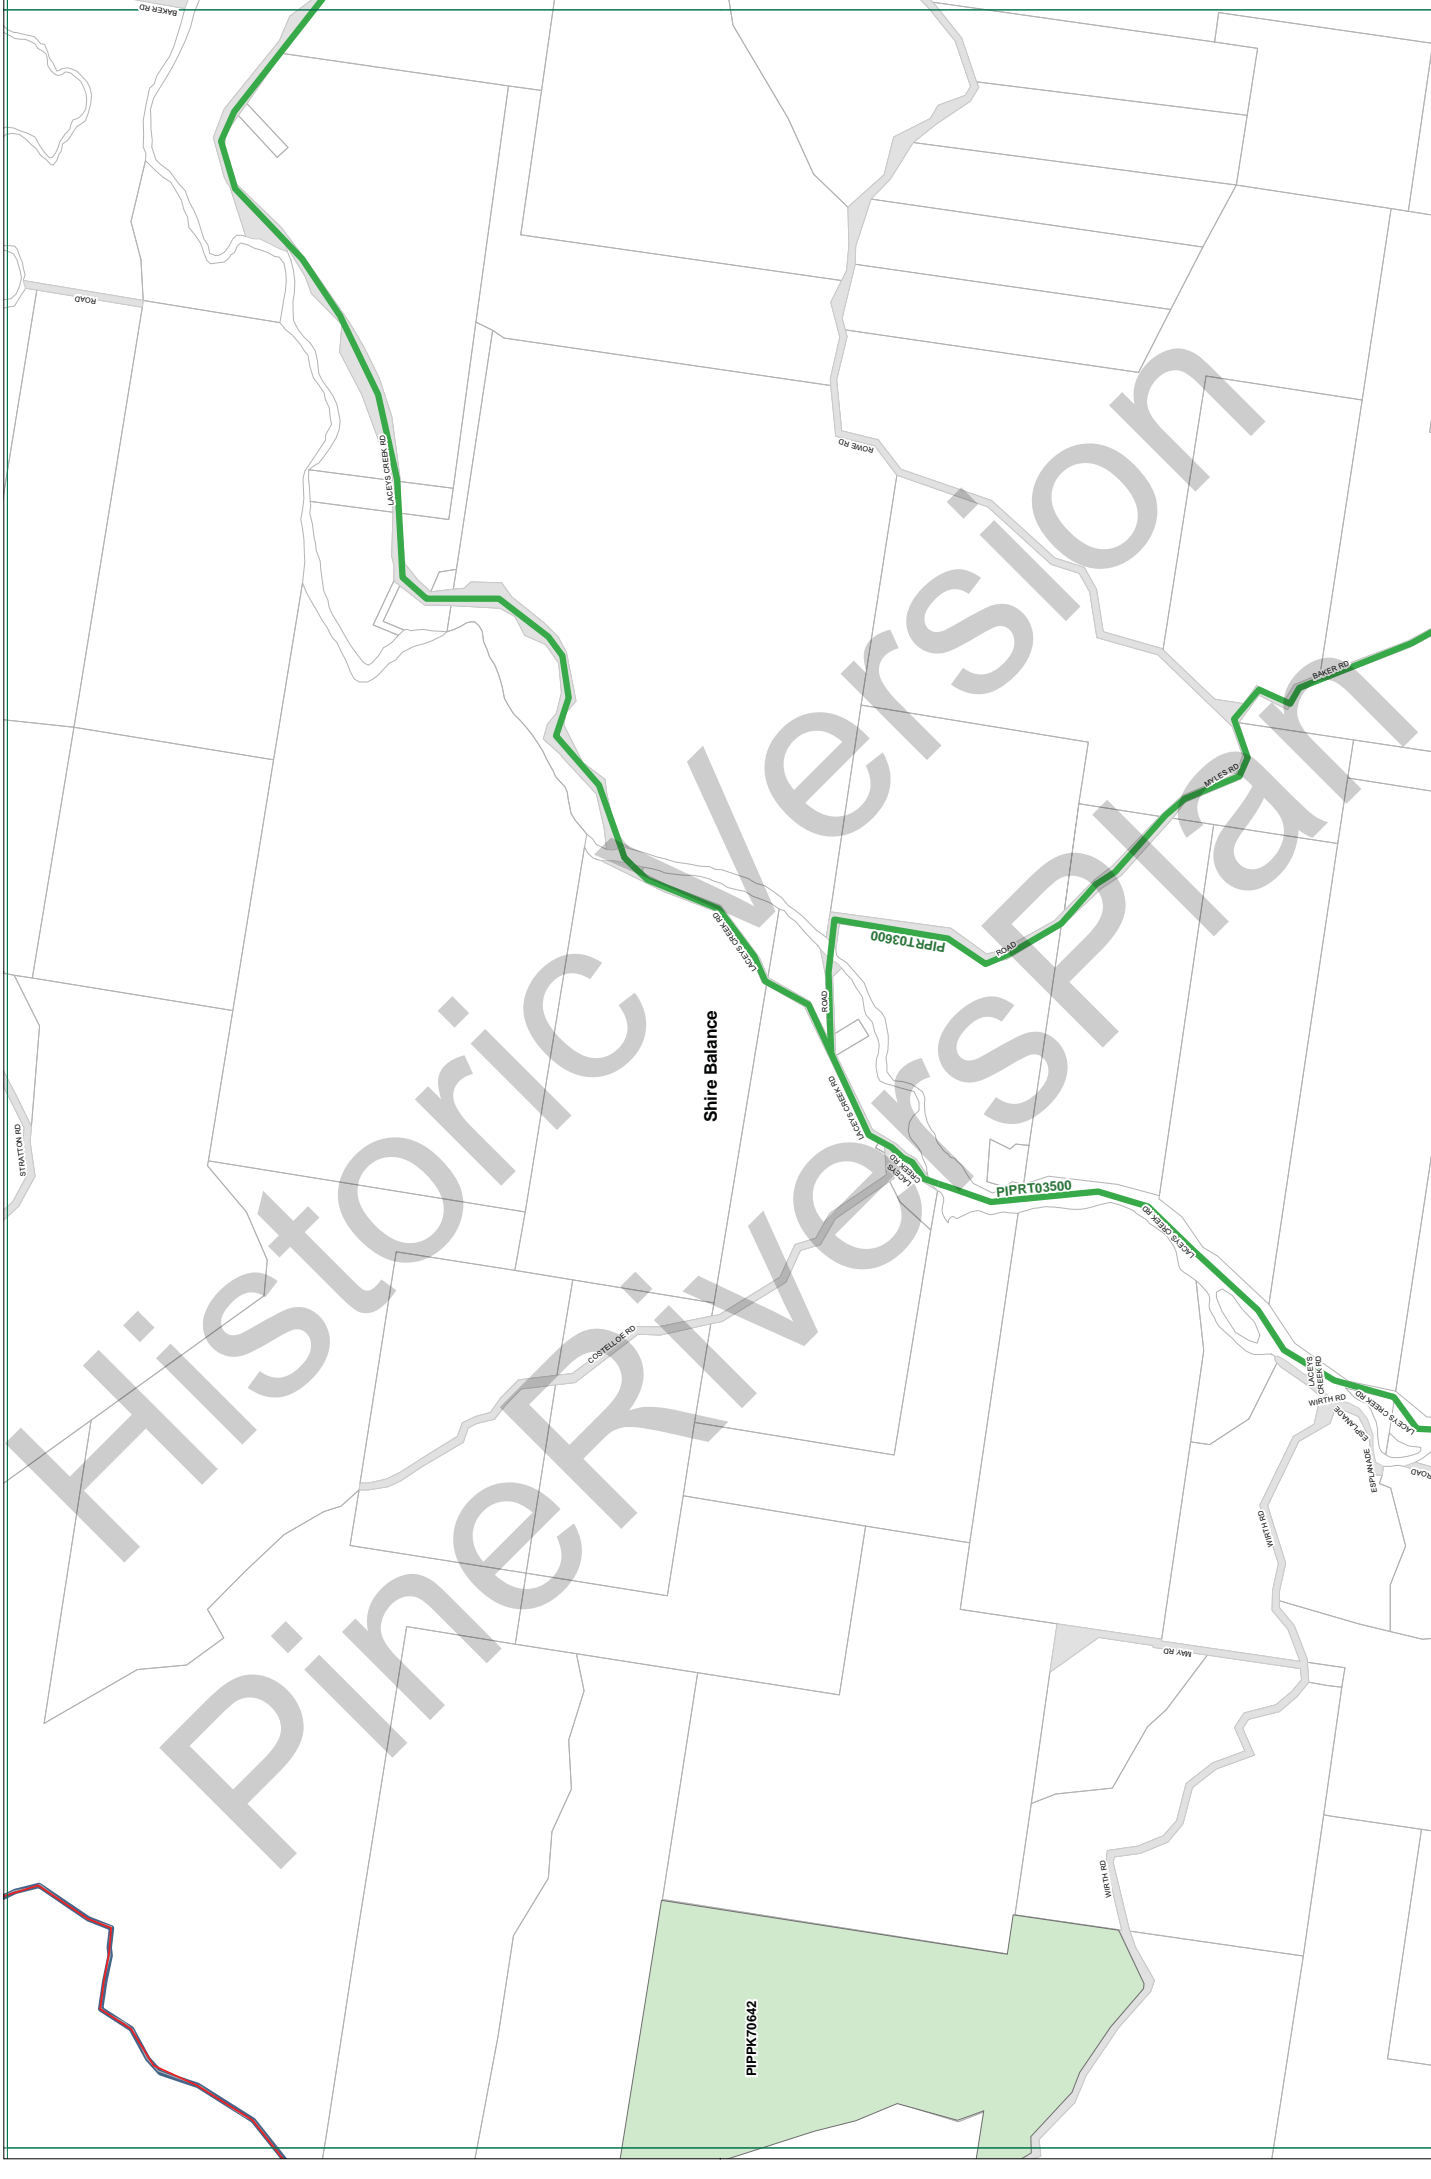 BAKER RD
ROAD
LACEYS CREEK RD
ROWE RD
BAKER RD
MYLES RD
LACEYS CREEK RD
PIPRT03600
ROAD
ROAD
Shire Balance
LACEYS CREEK RD
STRATTON RD
LACEYS
CREEK RD
PIPRT03500
LACEYS CREEK RD
COSTELLOE RD
LACEYS
CREEK RD
WIRTH RD
LACEYS CREEK RD
ESPLANADE
ESPLANADE
ROAD
WIRTH RD
MAY RD
WIRTH RD
PIPPK70642
Historic Version
PineRiversPlan